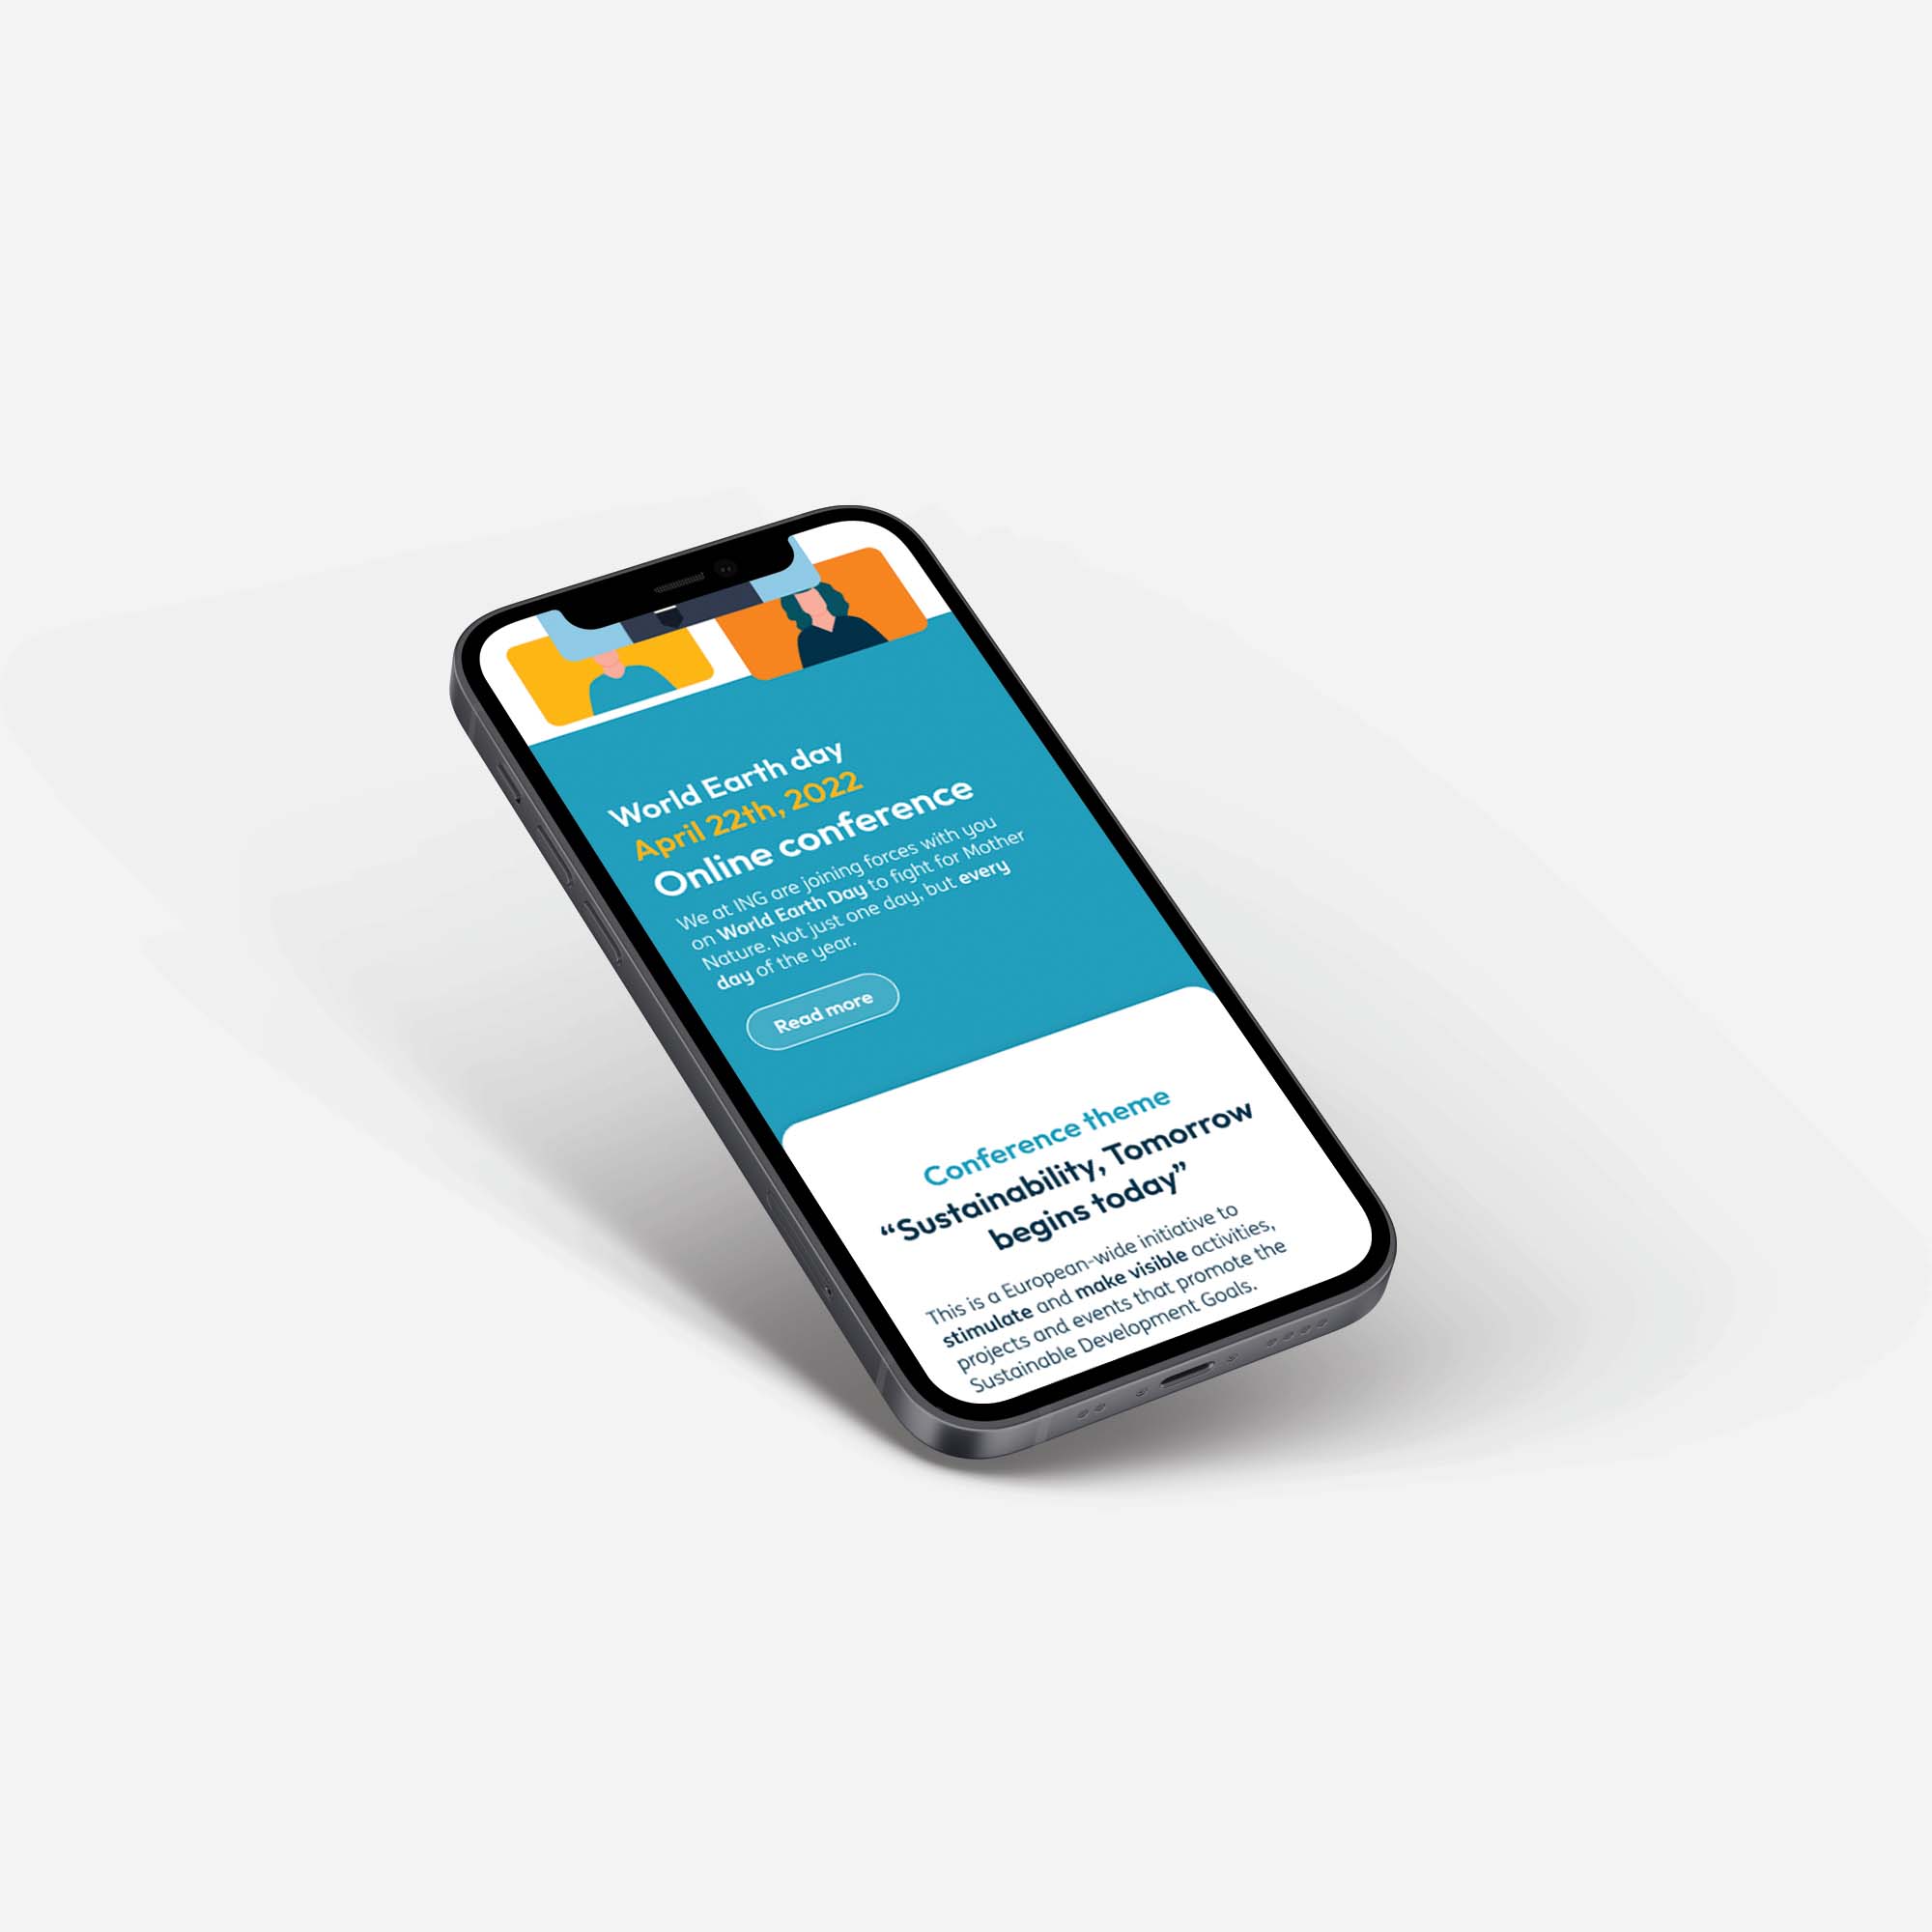 World Earth day
April 22th, 2022
Online conference
We at ING are joining forces with you
on World Earth Day to fight for Mother
Nature. Not just one day, but every
day of the year.
Read more
Conference theme
“Sustainability, Tomorrow
begins today”
This is a European-wide initiative to
stimulate and make visible activities,
projects and events that promote the
Sustainable Development Goals.